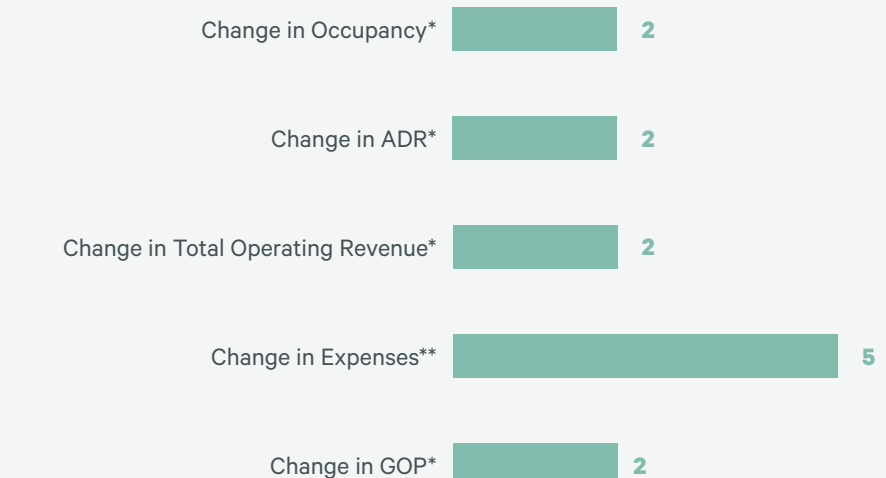 Change in Occupancy* 2
Change in ADR* 2
Change in Total Operating Revenue* 2
Change in Expenses** 5
Change in GOP* 2